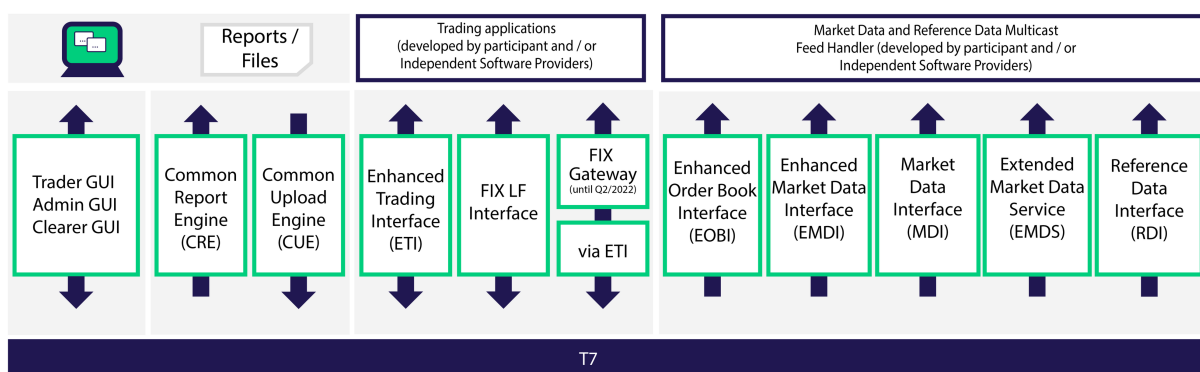 Reports /
Files
Trading applications
(developed by participant and / or
Independent Software Providers)
Market Data and Reference Data Multicast
Feed Handler (developed by participant and / or
Independent Software Providers)
Trader GUI
Admin GUI
Clearer GUI
Common
Report
Engine
(CRE)
Common
Upload
Engine
(CUE)
Enhanced
Trading
Interface
(ETI)
FIX LF
Interface
FIX
Gateway
(until Q2/2022)
via ETI
Enhanced
Order Book
Interface
(EOBI)
Enhanced
Market Data
Interface
(EMDI)
Market
Data
Interface
(MDI)
Extended
Market Data
Service
(EMDS)
Reference
Data
Interface
(RDI)
T7